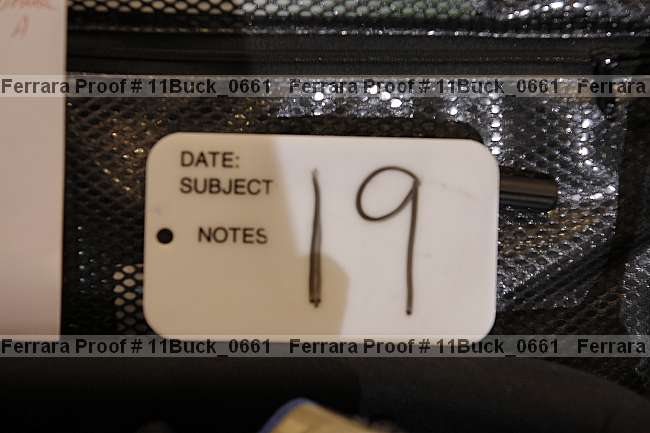 A
Ferrara Proof # 11Buck_0661 Ferrara Proof # 11Buck_0661 Ferrara
DATE:
SUBJECT
NOTES
19
Ferrara Proof # 11Buck_0661 Ferrara Proof # 11Buck_0661 Ferrara